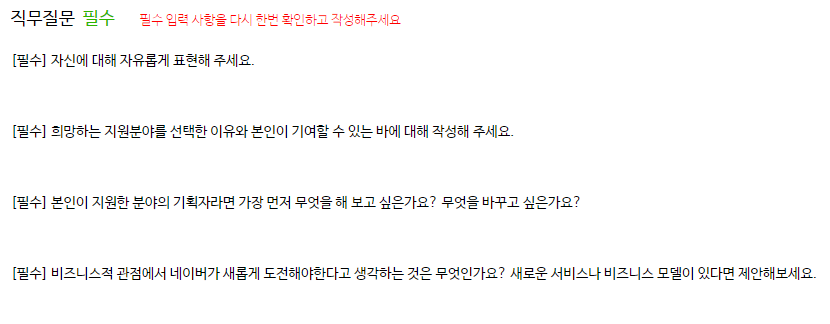 직무질문 필수 필수 입력 사항을 다시 한번 확인하고 작성해주세요
[필수] 자신에 대해 자유롭게 표현해 주세요.
[필수] 희망하는 지원분야를 선택한 이유와 본인이 기여할 수 있는 바에 대해 작성해 주세요.
[필수] 본인이 지원한 분야의 기획자라면 가장 먼저 무엇을 해 보고 싶은가요? 무엇을 바꾸고 싶은가요?
[필수] 비즈니스적 관점에서 네이버가 새롭게 도전해야한다고 생각하는 것은 무엇인가요? 새로운 서비스나 비즈니스 모델이 있다면 제안해보세요.